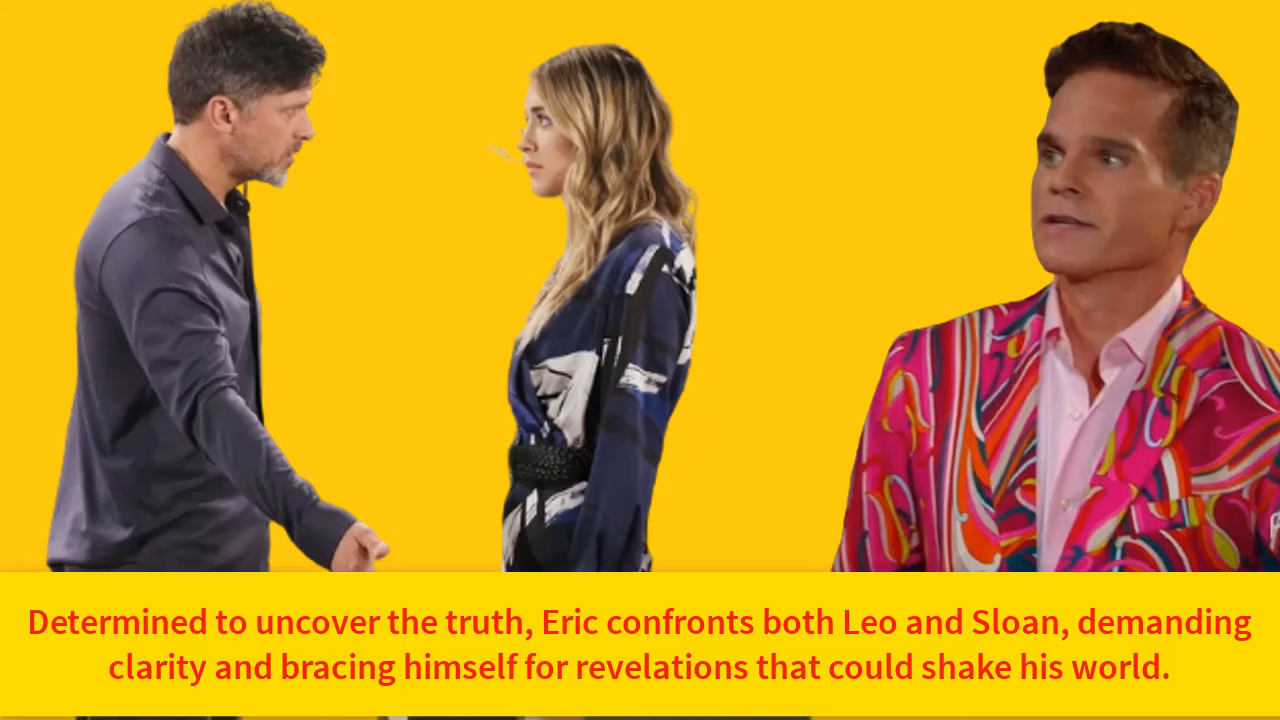 Determined to uncover the truth, Eric confronts both Leo and Sloan, demanding
clarity and bracing himself for revelations that could shake his world.